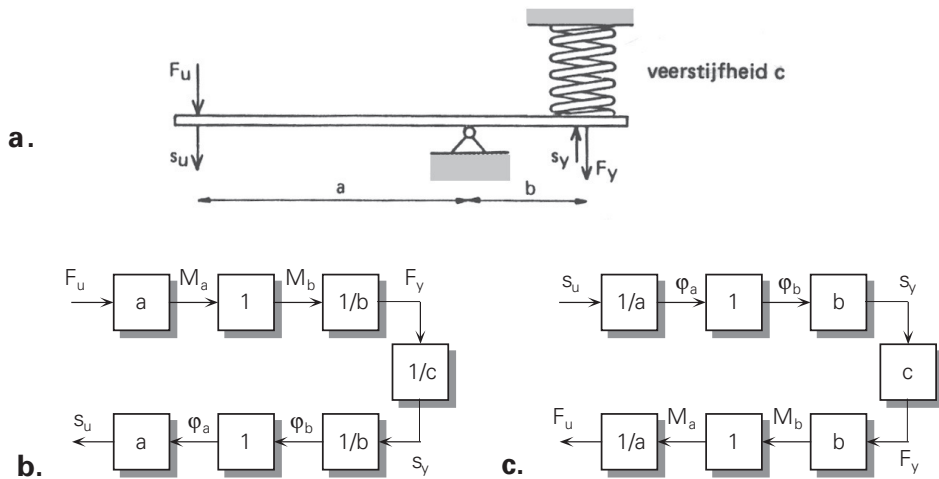 veerstijfheid c
F_u
a.
s_u
s_y
F_y
a
b
F_u M_a M_b F_y
a 1 1/b
1/c
s_u φ_a φ_b
a 1 1/b
s_y
b.
s_u φ_a φ_b s_y
1/a 1 b
c
F_u M_a M_b
1/a 1 b
F_y
c.